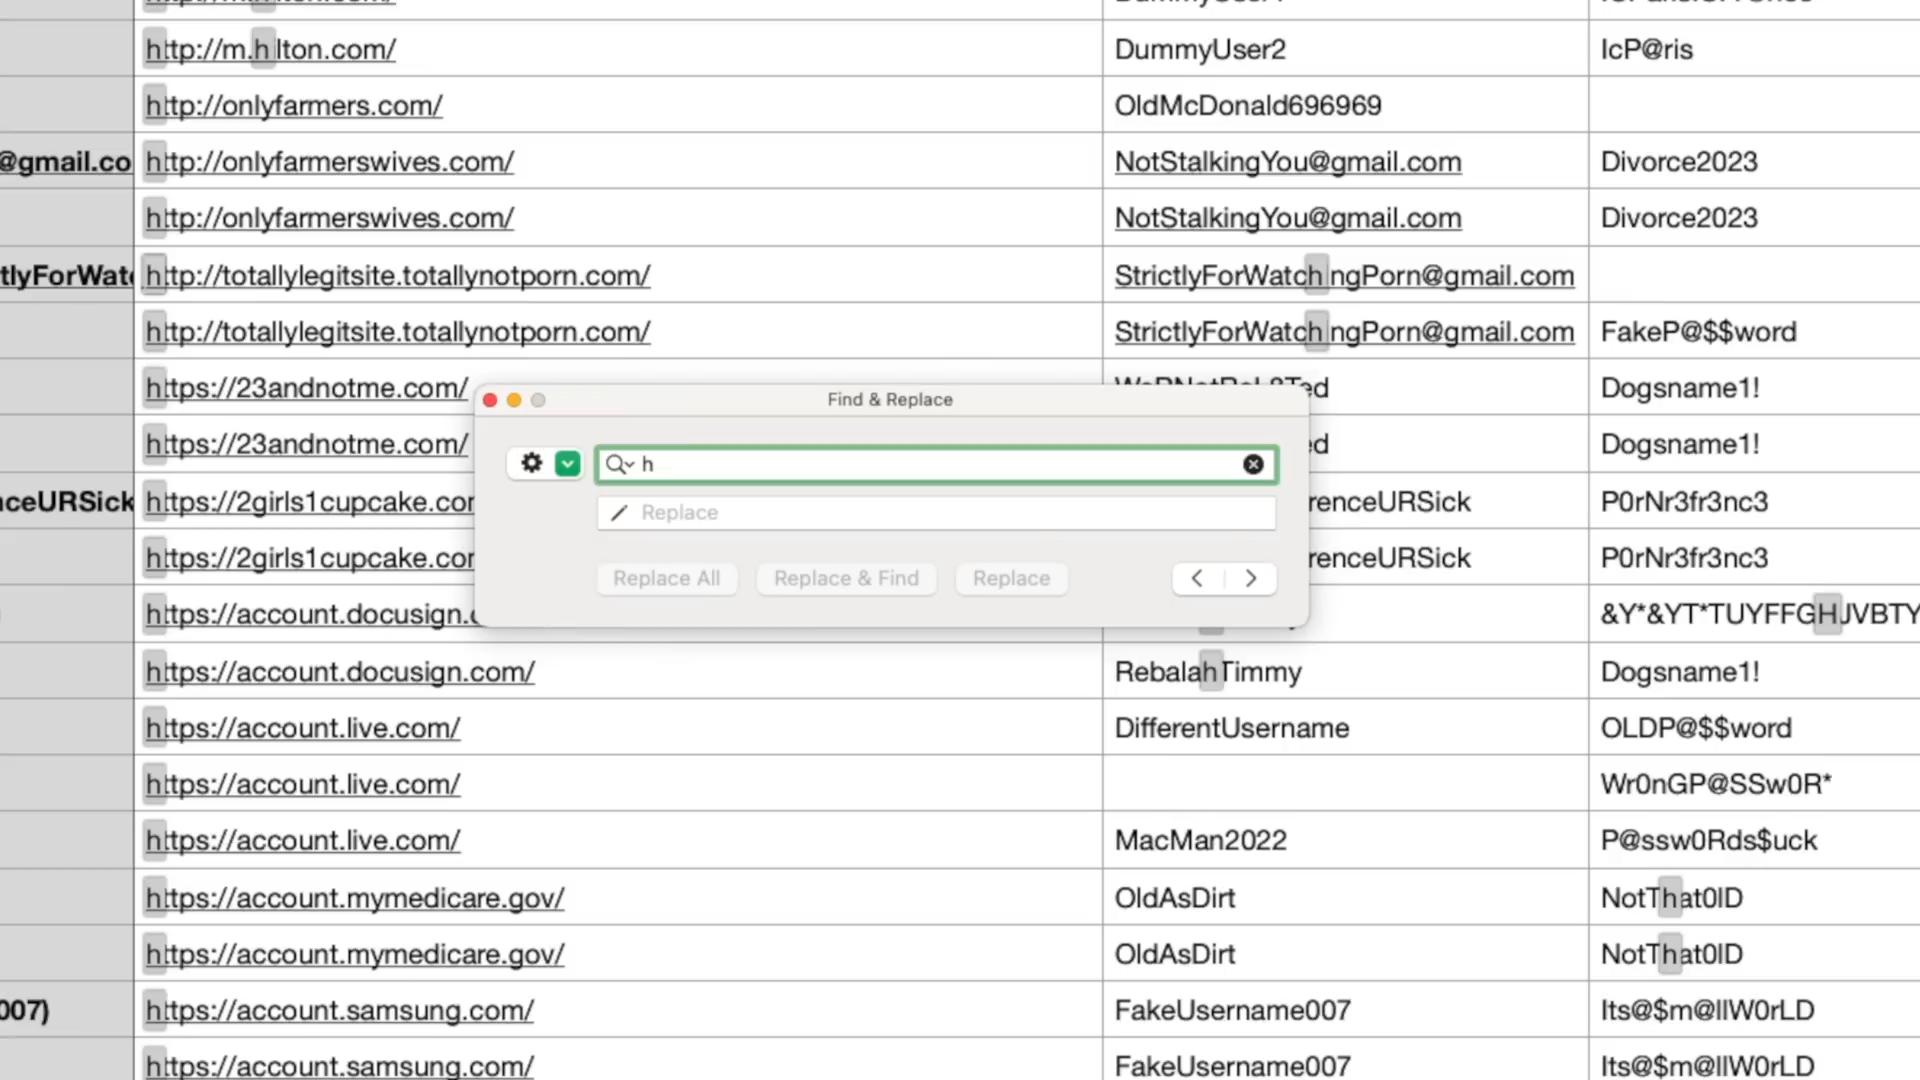 http://m.hilton.com/ DummyUser2 IcP@ris
http://onlyfarmers.com/ OldMcDonald696969
@gmail.co http://onlyfarmerswives.com/ NotStalkingYou@gmail.com Divorce2023
http://onlyfarmerswives.com/ NotStalkingYou@gmail.com Divorce2023
tlyForWatc http://totallylegitsite.totallynotporn.com/ StrictlyForWatchingPorn@gmail.com
http://totallylegitsite.totallynotporn.com/ StrictlyForWatchingPorn@gmail.com FakeP@$$word
https://23andnotme.com/ ed Dogsname1!
Find & Replace
https://23andnotme.com/ ed Dogsname1!
h
nceURSick https://2girls1cupcake.co renceURSick P0rNr3fr3nc3
Replace
https://2girls1cupcake.co renceURSick P0rNr3fr3nc3
Replace All Replace & Find Replace
https://account.docusign. &Y*&YT*TUYFFGHJVBTY
https://account.docusign.com/ RebalahTimmy Dogsname1!
https://account.live.com/ DifferentUsername OLDP@$$word
https://account.live.com/ Wr0nGP@SSw0R*
https://account.live.com/ MacMan2022 P@ssw0Rds$uck
https://account.mymedicare.gov/ OldAsDirt NotThat0lD
https://account.mymedicare.gov/ OldAsDirt NotThat0lD
007) https://account.samsung.com/ FakeUsername007 Its@$m@llW0rLD
https://account.samsung.com/ FakeUsername007 Its@$m@llW0rLD